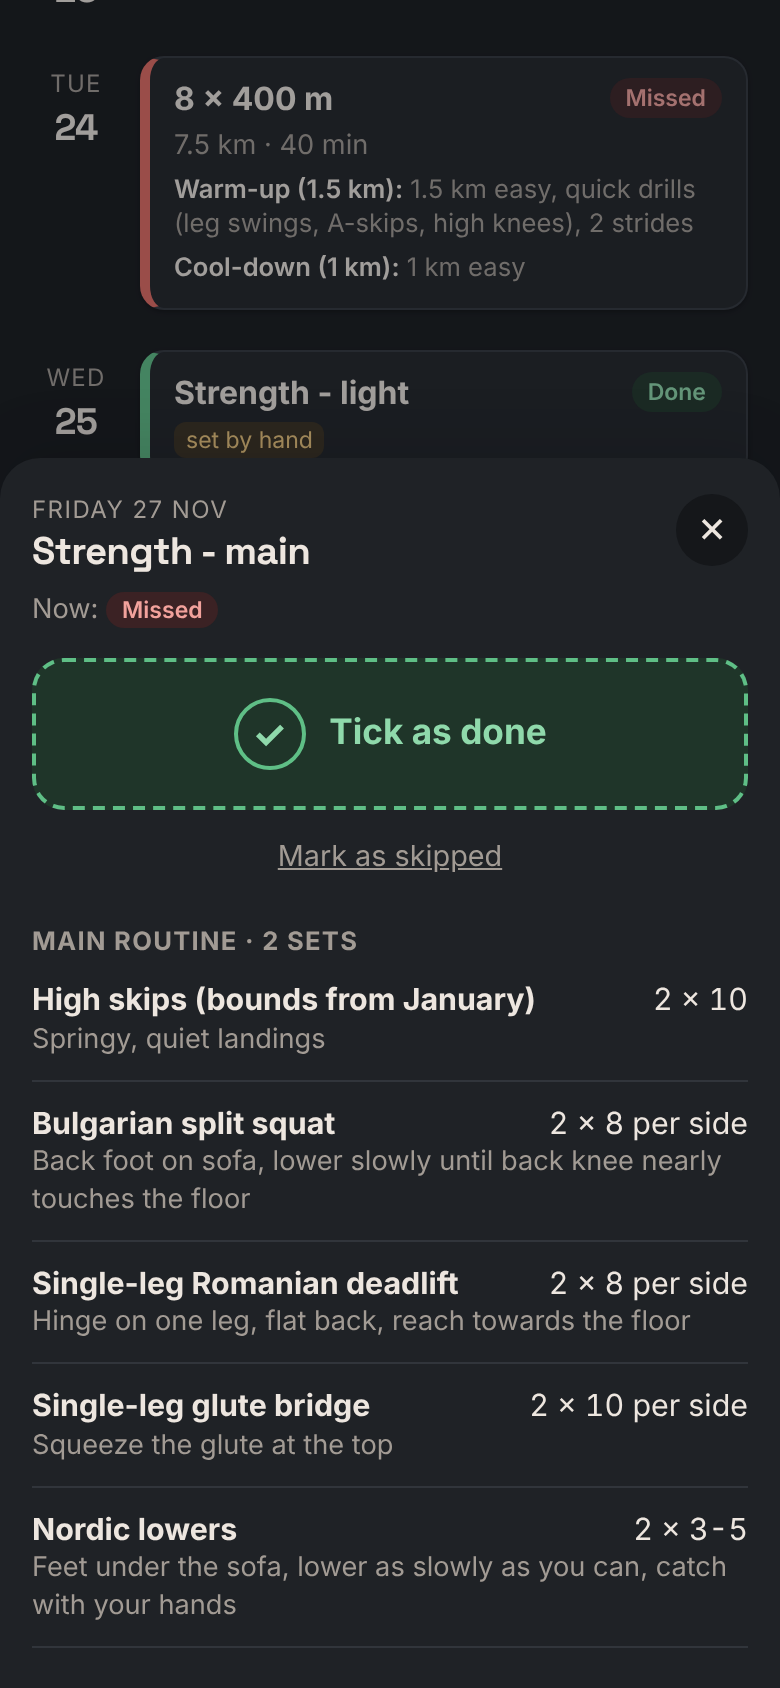 TUE
24
8 × 400 m
Missed
7.5 km · 40 min
Warm-up (1.5 km): 1.5 km easy, quick drills
(leg swings, A-skips, high knees), 2 strides
Cool-down (1 km): 1 km easy
WED
25
Strength - light
Done
set by hand
FRIDAY 27 NOV
Strength - main
Now: Missed
Tick as done
Mark as skipped
MAIN ROUTINE · 2 SETS
High skips (bounds from January)
2 × 10
Springy, quiet landings
Bulgarian split squat
2 × 8 per side
Back foot on sofa, lower slowly until back knee nearly
touches the floor
Single-leg Romanian deadlift
2 × 8 per side
Hinge on one leg, flat back, reach towards the floor
Single-leg glute bridge
2 × 10 per side
Squeeze the glute at the top
Nordic lowers
2 × 3-5
Feet under the sofa, lower as slowly as you can, catch
with your hands